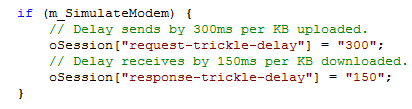 if (m_SimulateModem) {
    // Delay sends by 300ms per KB uploaded.
    oSession["request-trickle-delay"] = "300";
    // Delay receives by 150ms per KB downloaded.
    oSession["response-trickle-delay"] = "150";
}